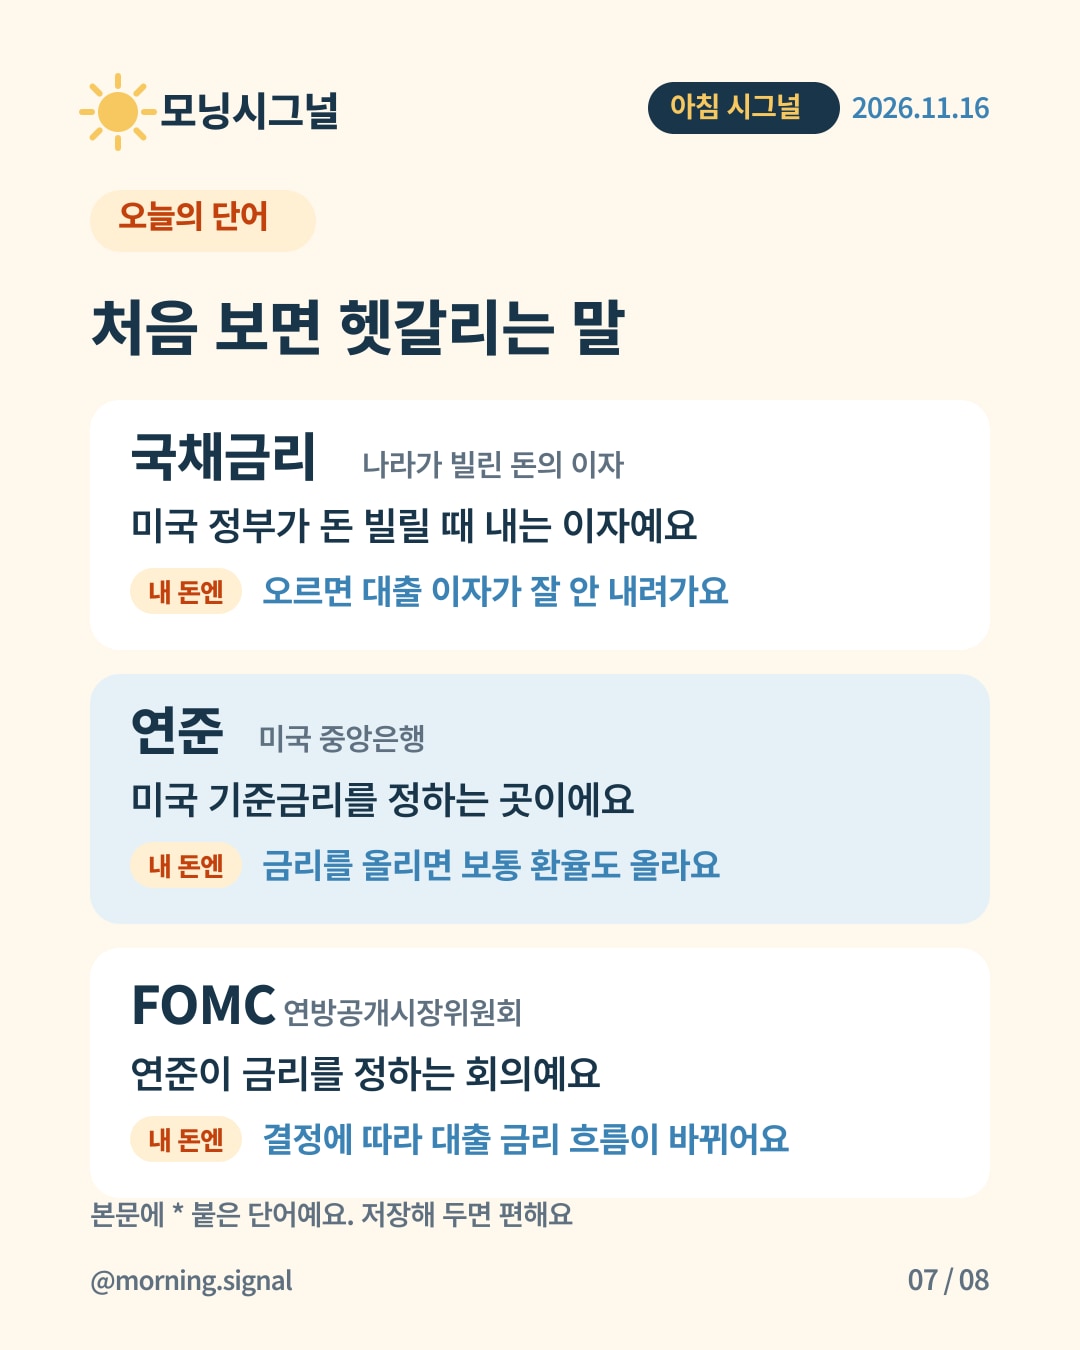 모닝시그널
아침 시그널 2026.11.16
오늘의 단어
처음 보면 헷갈리는 말
국채금리 나라가 빌린 돈의 이자
미국 정부가 돈 빌릴 때 내는 이자예요
내 돈엔 오르면 대출 이자가 잘 안 내려가요
연준 미국 중앙은행
미국 기준금리를 정하는 곳이에요
내 돈엔 금리를 올리면 보통 환율도 올라요
FOMC 연방공개시장위원회
연준이 금리를 정하는 회의예요
내 돈엔 결정에 따라 대출 금리 흐름이 바뀌어요
본문에 * 붙은 단어예요. 저장해 두면 편해요
@morning.signal 07 / 08